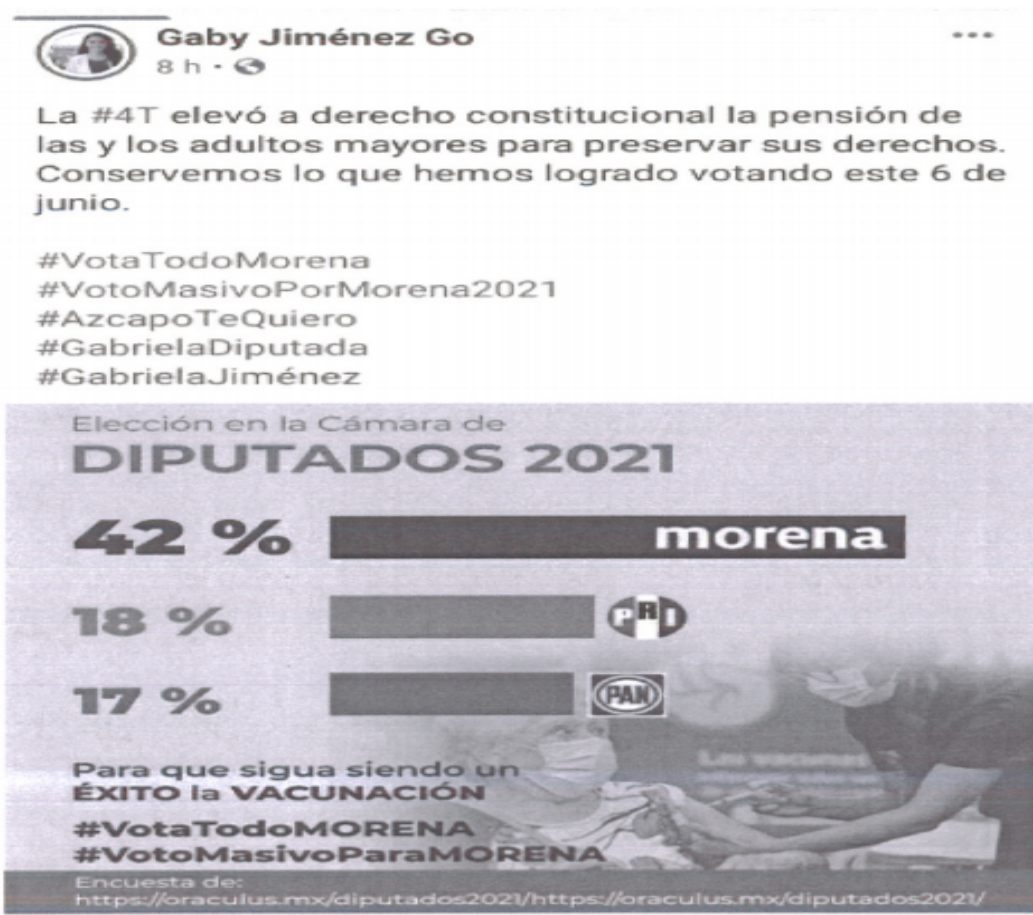 Gaby Jiménez Go
8 h ·
La #4T elevó a derecho constitucional la pensión de
las y los adultos mayores para preservar sus derechos.
Conservemos lo que hemos logrado votando este 6 de
junio.
#VotaTodoMorena
#VotoMasivoPorMorena2021
#AzcapoTeQuiero
#GabrielaDiputada
#GabrielaJiménez
Elección en la Cámara de
DIPUTADOS 2021
42 % morena
18 % PRI
17 % PAN
Las vacunas
Para que sigua siendo un
ÉXITO la VACUNACIÓN
#VotaTodoMORENA
#VotoMasivoParaMORENA
Encuesta de:
https://oraculus.mx/diputados2021/https://oraculus.mx/diputados2021/